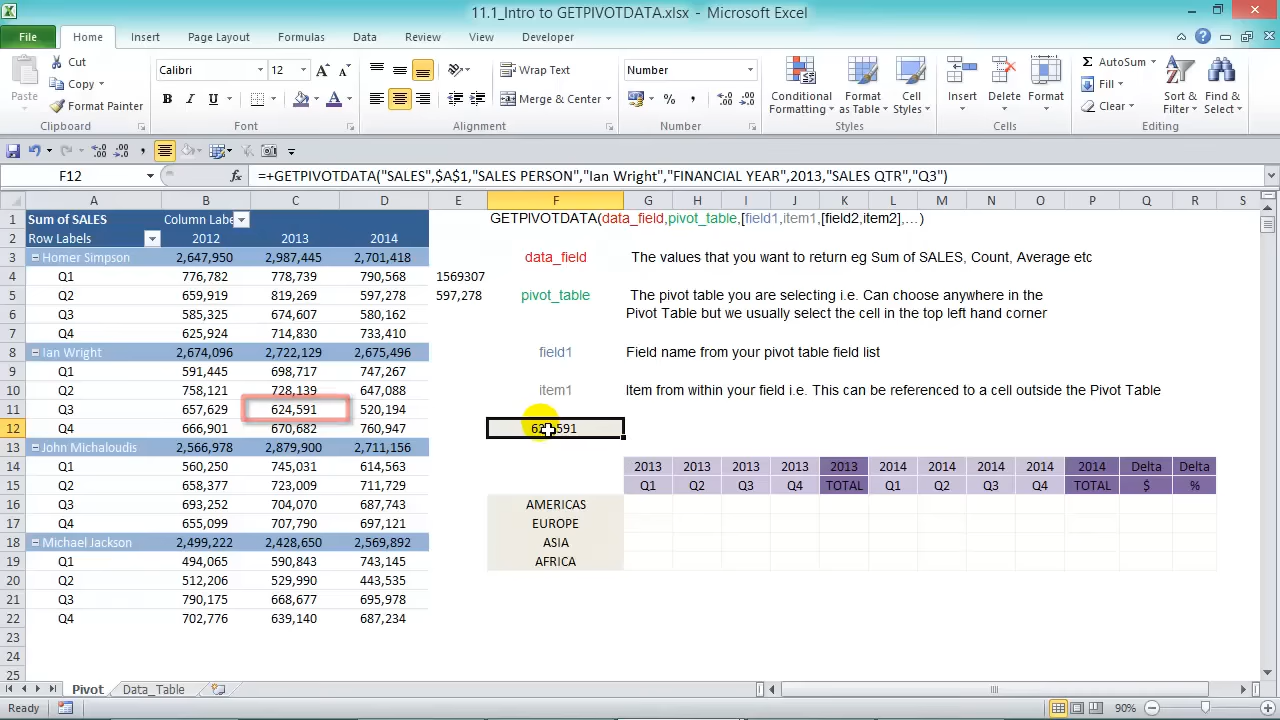 11.1_Intro to GETPIVOTDATA.xlsx - Microsoft Excel
File Home Insert Page Layout Formulas Data Review View Developer
Paste Cut Copy Format Painter Clipboard
Calibri 12 B I U A A A Font
Wrap Text Merge & Center Alignment
Number % , Number
Conditional Formatting Format as Table Cell Styles Styles
Insert Delete Format Cells
Σ AutoSum Fill Clear Sort & Filter Find & Select Editing
F12 fx =+GETPIVOTDATA("SALES",$A$1,"SALES PERSON","Ian Wright","FINANCIAL YEAR",2013,"SALES QTR","Q3")
A B C D E F G H I J K L M N O P Q R S
1 Sum of SALES Column Labe GETPIVOTDATA(data_field,pivot_table,[field1,item1,[field2,item2],...)
2 Row Labels 2012 2013 2014
3 Homer Simpson 2,647,950 2,987,445 2,701,418 data_field The values that you want to return eg Sum of SALES, Count, Average etc
4 Q1 776,782 778,739 790,568 1569307
5 Q2 659,919 819,269 597,278 597,278 pivot_table The pivot table you are selecting i.e. Can choose anywhere in the
6 Q3 585,325 674,607 580,162 Pivot Table but we usually select the cell in the top left hand corner
7 Q4 625,924 714,830 733,410
8 Ian Wright 2,674,096 2,722,129 2,675,496 field1 Field name from your pivot table field list
9 Q1 591,445 698,717 747,267
10 Q2 758,121 728,139 647,088 item1 Item from within your field i.e. This can be referenced to a cell outside the Pivot Table
11 Q3 657,629 624,591 520,194
12 Q4 666,901 670,682 760,947
13 John Michaloudis 2,566,978 2,879,900 2,711,156
14 Q1 560,250 745,031 614,563 2013 2013 2013 2013 2013 2014 2014 2014 2014 2014 Delta Delta
15 Q2 658,377 723,009 711,729 Q1 Q2 Q3 Q4 TOTAL Q1 Q2 Q3 Q4 TOTAL $ %
16 Q3 693,252 704,070 687,743 AMERICAS
17 Q4 655,099 707,790 697,121 EUROPE
18 Michael Jackson 2,499,222 2,428,650 2,569,892 ASIA
19 Q1 494,065 590,843 743,145 AFRICA
20 Q2 512,206 529,990 443,535
21 Q3 790,175 668,677 695,978
22 Q4 702,776 639,140 687,234
23
24
25
Pivot Data_Table
Ready 90%